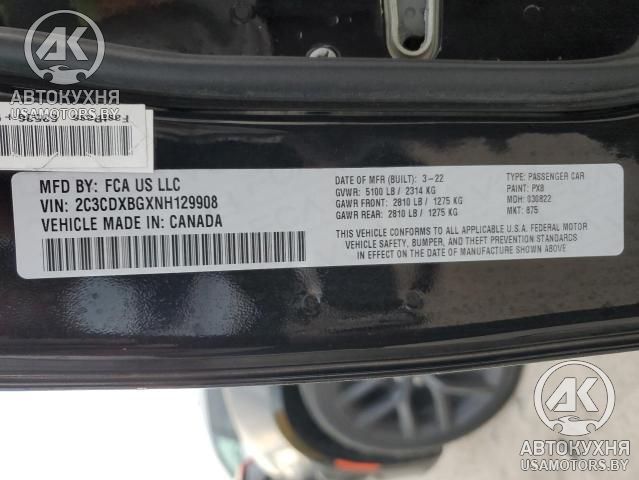 АК
АВТОКУХНЯ
USAMOTORS.BY
MFD BY: FCA US LLC
VIN: 2C3CDXBGXNH129908
VEHICLE MADE IN: CANADA
DATE OF MFR (BUILT): 3-22
GVWR: 5100 LB / 2314 KG
GAWR FRONT: 2810 LB / 1275 KG
GAWR REAR: 2810 LB / 1275 KG
THIS VEHICLE CONFORMS TO ALL APPLICABLE U.S.A. FEDERAL MOTOR
VEHICLE SAFETY, BUMPER, AND THEFT PREVENTION STANDARDS
IN EFFECT ON THE DATE OF MANUFACTURE SHOWN ABOVE
TYPE: PASSENGER CAR
PAINT: PX8
MDH: 030822
MKT: 875
АК
АВТОКУХНЯ
USAMOTORS.BY